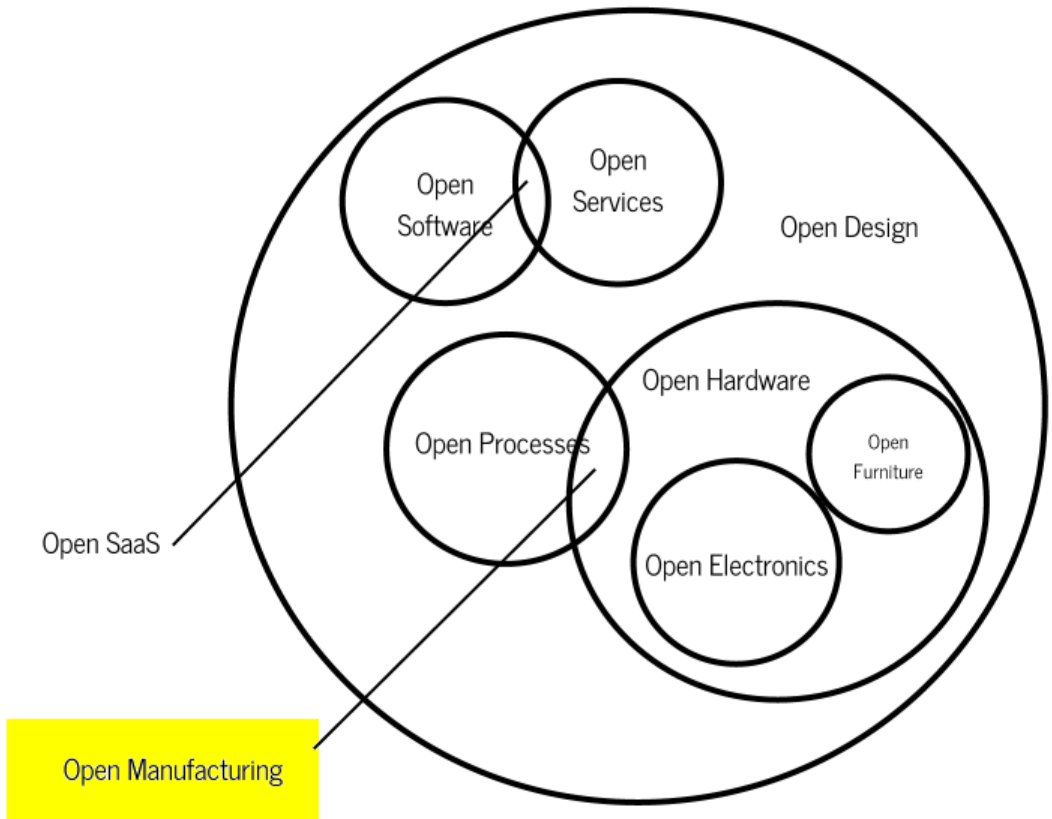 Open
Software
Open
Services
Open Design
Open Hardware
Open Processes
Open
Furniture
Open SaaS
Open Electronics
Open Manufacturing